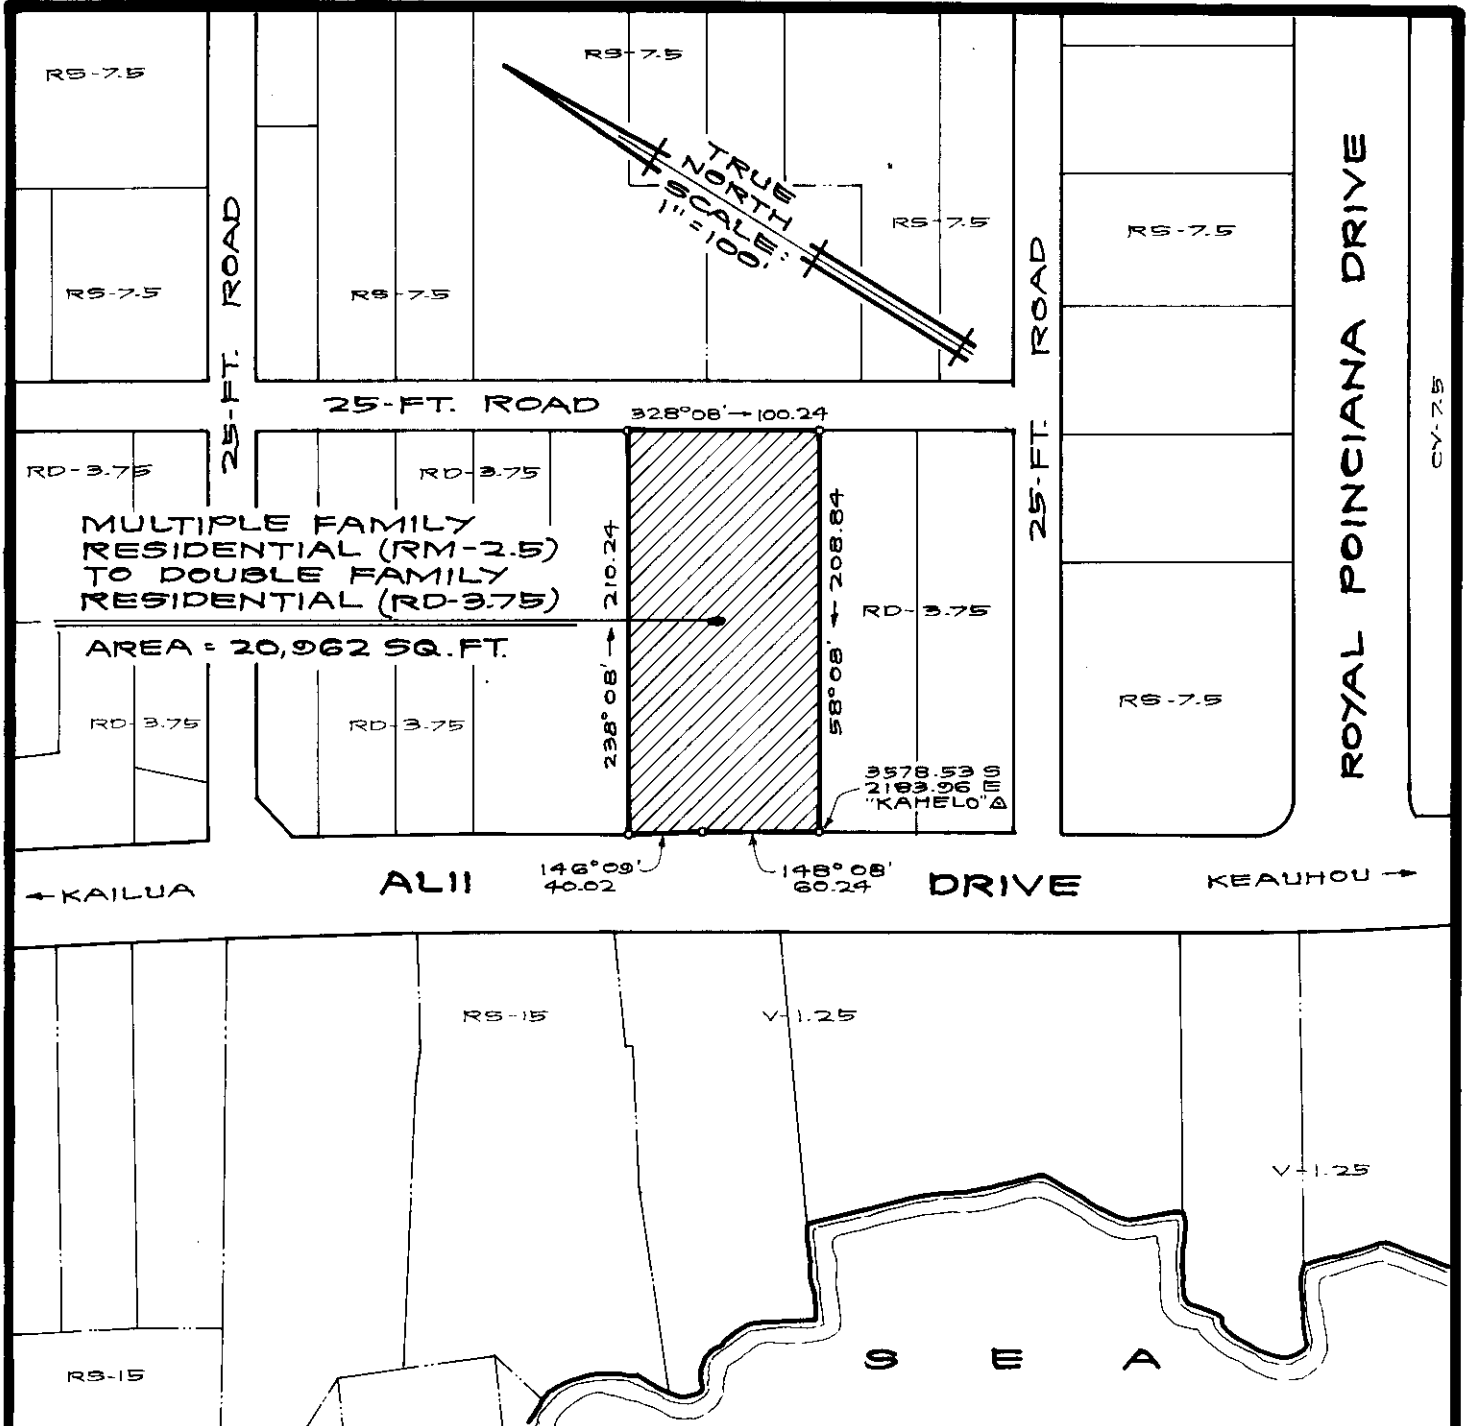 RS-7.5
RS-7.5
TRUE
NORTH
SCALE:
1"=100'
RS-7.5
RS-7.5
RS-7.5
RS-7.5
25-FT. ROAD
25-FT. ROAD
ROYAL POINCIANA DRIVE
CV-7.5
25-FT. ROAD
328°08'→100.24
RD-3.75
RD-3.75
MULTIPLE FAMILY
RESIDENTIAL (RM-2.5)
TO DOUBLE FAMILY
RESIDENTIAL (RD-3.75)
AREA = 20,962 SQ.FT.
238°08'→ 210.24
58°08' ← 208.84
RD-3.75
RD-3.75
RD-3.75
RS-7.5
3578.53 S
2183.96 E
"KAHELO"△
146°09'
40.02
148°08'
60.24
←KAILUA
ALII DRIVE
KEAUHOU→
RS-15
V-1.25
V-1.25
RS-15
SEA